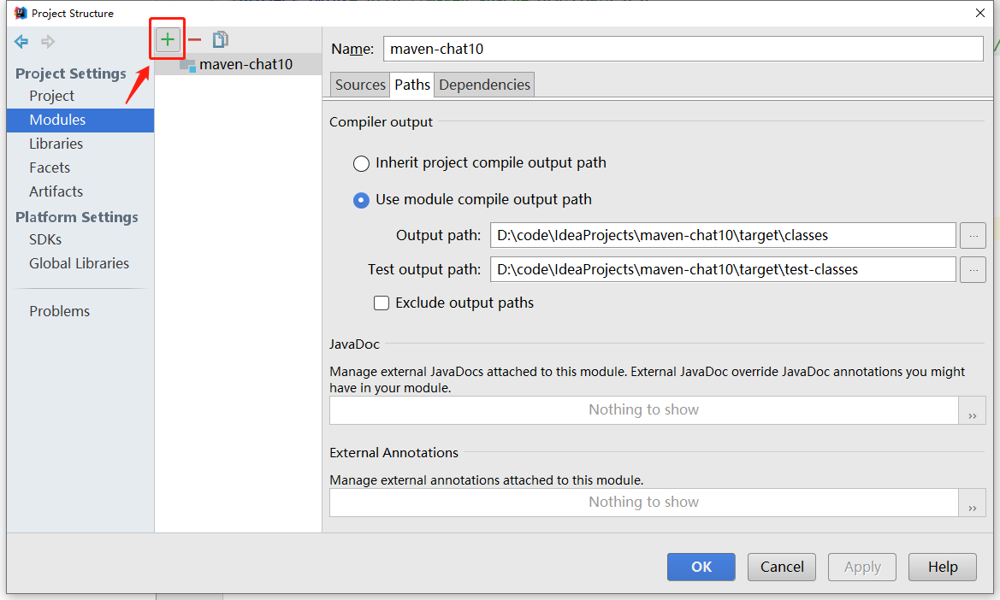 Project Structure
Project Settings
Project
Modules
Libraries
Facets
Artifacts
Platform Settings
SDKs
Global Libraries
Problems
maven-chat10
Name: maven-chat10
Sources Paths Dependencies
Compiler output
Inherit project compile output path
Use module compile output path
Output path: D:\code\IdeaProjects\maven-chat10\target\classes ...
Test output path: D:\code\IdeaProjects\maven-chat10\target\test-classes ...
Exclude output paths
JavaDoc
Manage external JavaDocs attached to this module. External JavaDoc override JavaDoc annotations you might
have in your module.
Nothing to show
External Annotations
Manage external annotations attached to this module.
Nothing to show
OK Cancel Apply Help